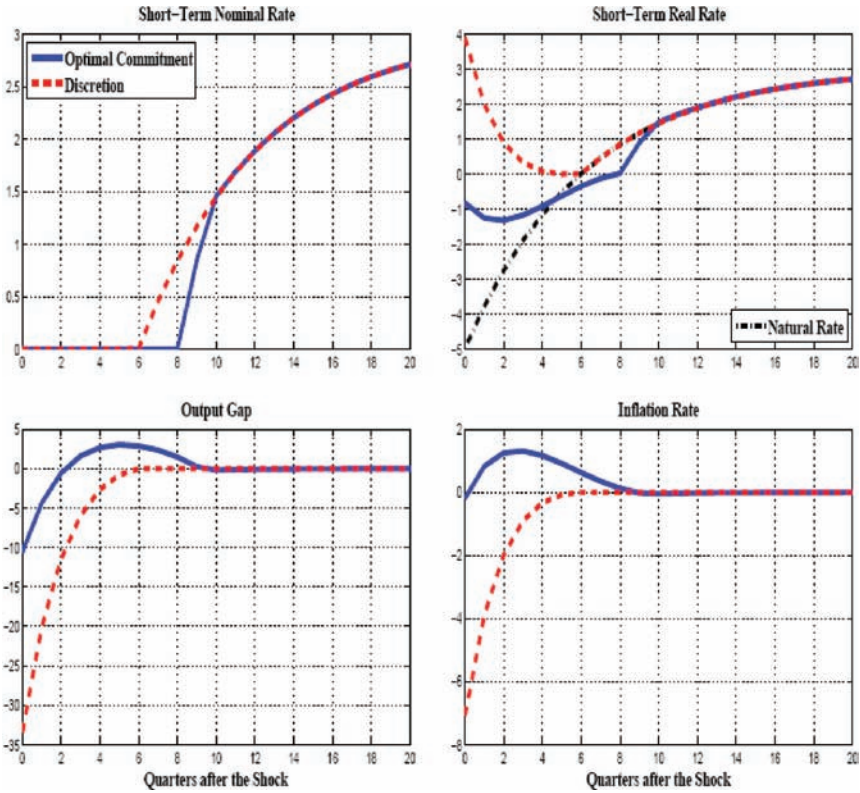 Short-Term Nominal Rate
3
2.5
2
1.5
1
0.5
0
0 2 4 6 8 10 12 14 16 18 20
Optimal Commitment
Discretion
Short-Term Real Rate
4
3
2
1
0
-1
-2
-3
-4
-5
0 2 4 6 8 10 12 14 16 18 20
Natural Rate
Output Gap
5
0
-5
-10
-15
-20
-25
-30
-35
0 2 4 6 8 10 12 14 16 18 20
Quarters after the Shock
Inflation Rate
2
0
-2
-4
-6
-8
0 2 4 6 8 10 12 14 16 18 20
Quarters after the Shock